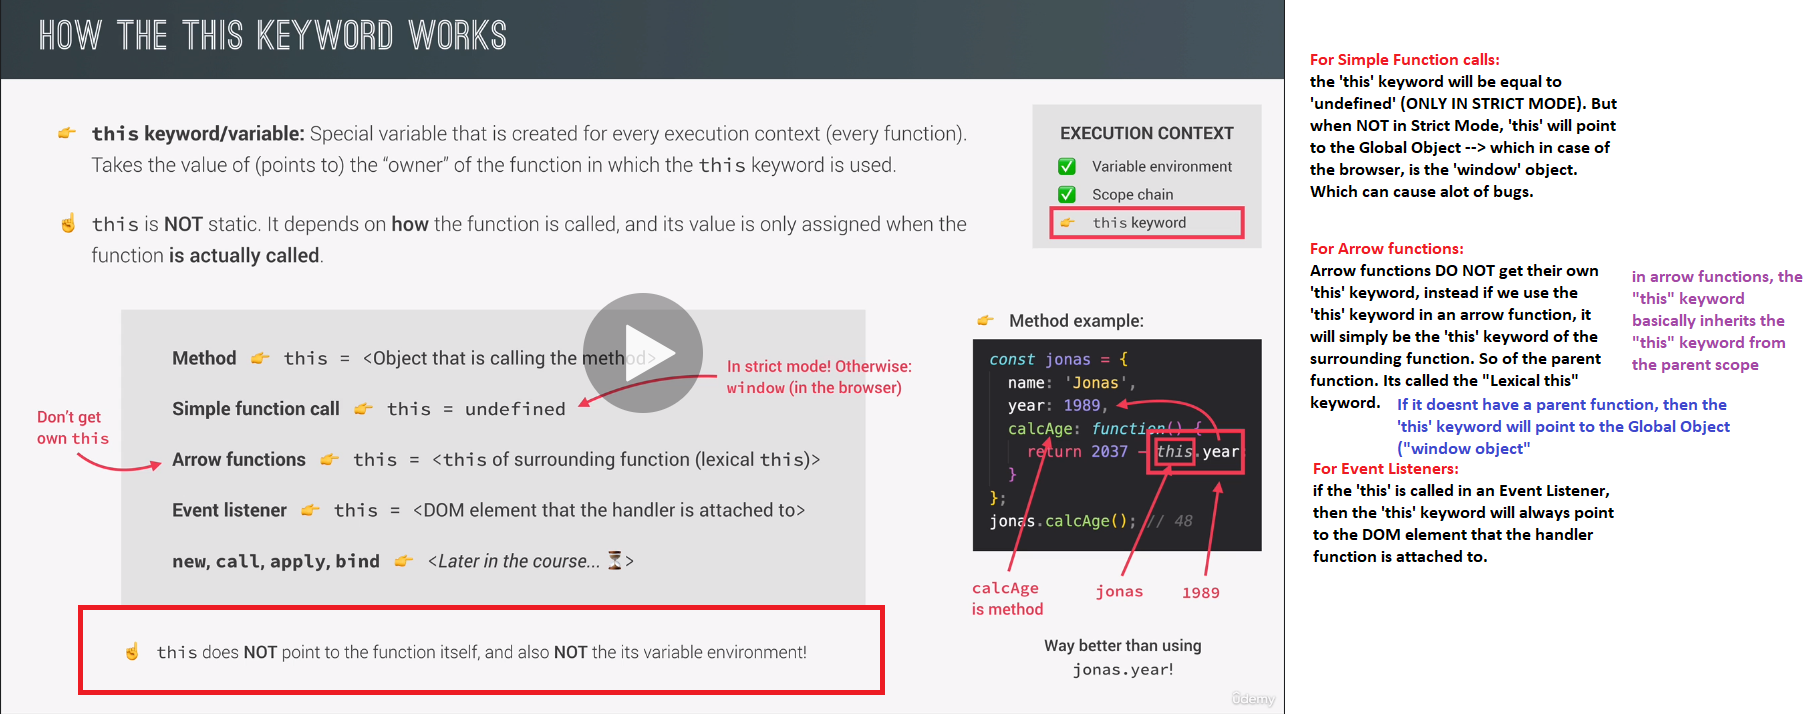 HOW THE THIS KEYWORD WORKS
👉 this keyword/variable: Special variable that is created for every execution context (every function).
Takes the value of (points to) the “owner” of the function in which the this keyword is used.
☝️ this is NOT static. It depends on how the function is called, and its value is only assigned when the
function is actually called.
EXECUTION CONTEXT
✅ Variable environment
✅ Scope chain
👉 this keyword
Method 👉 this = <Object that is calling the method>
Simple function call 👉 this = undefined
In strict mode! Otherwise:
window (in the browser)
Don’t get
own this
Arrow functions 👉 this = <this of surrounding function (lexical this)>
Event listener 👉 this = <DOM element that the handler is attached to>
new, call, apply, bind 👉 <Later in the course... ⏳>
☝️ this does NOT point to the function itself, and also NOT the its variable environment!
👉 Method example:
const jonas = {
name: 'Jonas',
year: 1989,
calcAge: function() {
return 2037 - this.year
}
};
jonas.calcAge(); // 48
calcAge
is method
jonas
1989
Way better than using
jonas.year!
ûdemy
For Simple Function calls:
the 'this' keyword will be equal to
'undefined' (ONLY IN STRICT MODE). But
when NOT in Strict Mode, 'this' will point
to the Global Object --> which in case of
the browser, is the 'window' object.
Which can cause alot of bugs.
For Arrow functions:
Arrow functions DO NOT get their own
'this' keyword, instead if we use the
'this' keyword in an arrow function, it
will simply be the 'this' keyword of the
surrounding function. So of the parent
function. Its called the "Lexical this"
keyword.
in arrow functions, the
"this" keyword
basically inherits the
"this" keyword from
the parent scope
If it doesnt have a parent function, then the
'this' keyword will point to the Global Object
("window object"
For Event Listeners:
if the 'this' is called in an Event Listener,
then the 'this' keyword will always point
to the DOM element that the handler
function is attached to.